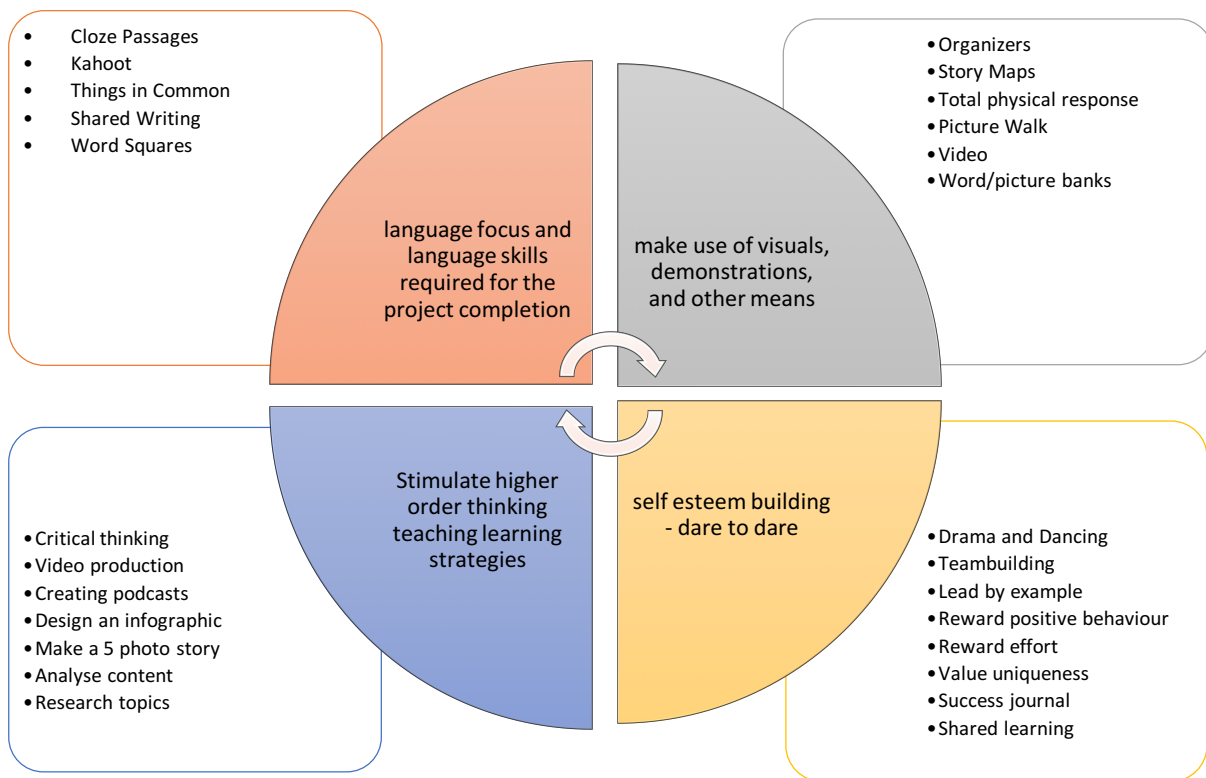 • Cloze Passages
• Kahoot
• Things in Common
• Shared Writing
• Word Squares
•Organizers
•Story Maps
•Total physical response
•Picture Walk
•Video
•Word/picture banks
language focus and
language skills
required for the
project completion
make use of visuals,
demonstrations,
and other means
Stimulate higher
order thinking
teaching learning
strategies
self esteem building
- dare to dare
•Critical thinking
•Video production
•Creating podcasts
•Design an infographic
•Make a 5 photo story
•Analyse content
•Research topics
•Drama and Dancing
•Teambuilding
•Lead by example
•Reward positive behaviour
•Reward effort
•Value uniqueness
•Success journal
•Shared learning